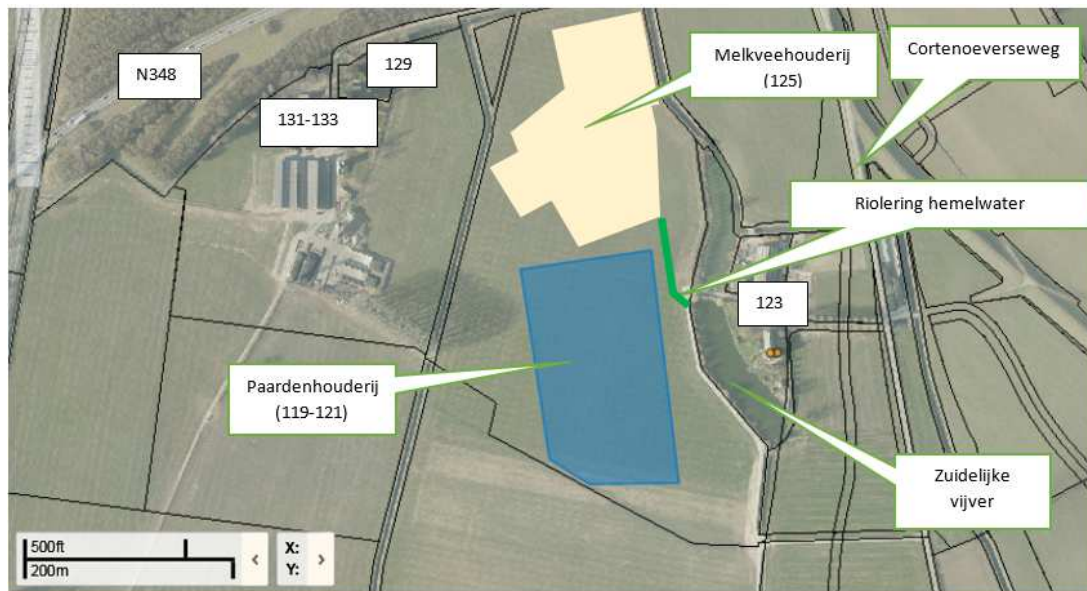 N348
129
131-133
Melkveehouderij
(125)
Cortenoeverseweg
Riolering hemelwater
123
Paardenhouderij
(119-121)
Zuidelijke
vijver
500ft
200m
<
X:
Y:
>